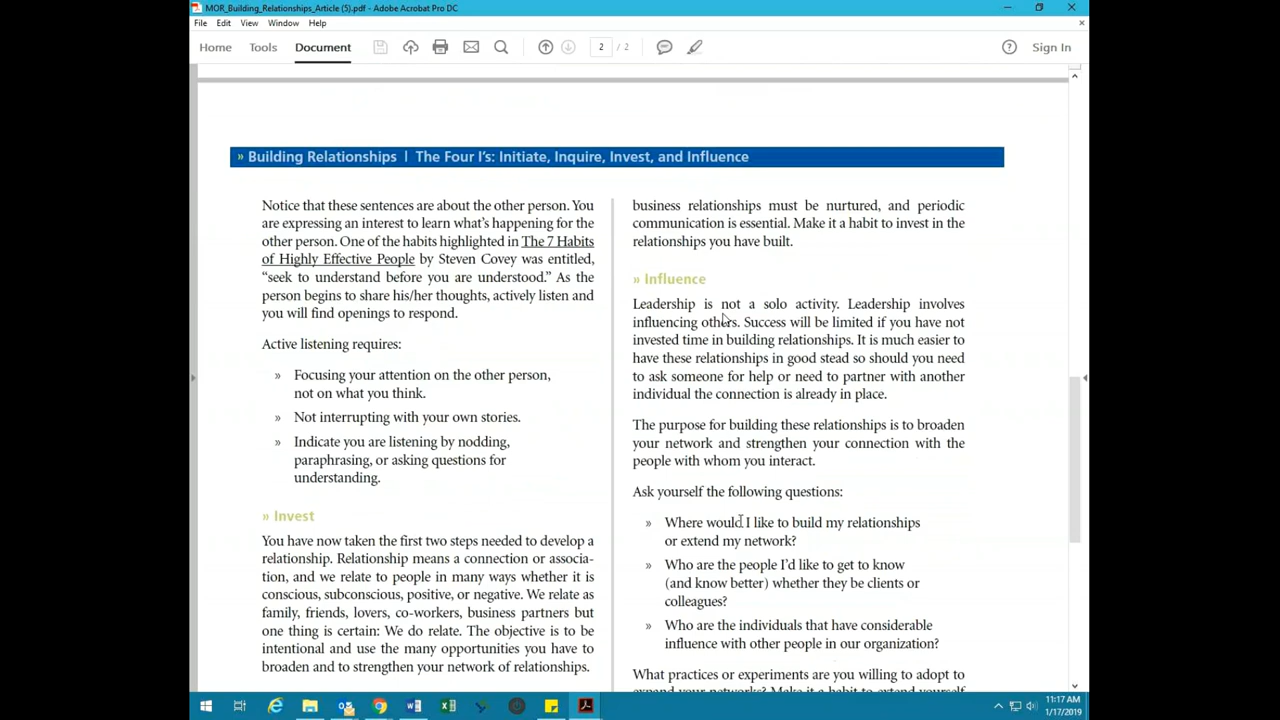 MOR_Building_Relationships_Article (5).pdf - Adobe Acrobat Pro DC
File Edit View Window Help
Home Tools Document 2 / 2 Sign In
» Building Relationships | The Four I's: Initiate, Inquire, Invest, and Influence
Notice that these sentences are about the other person. You
are expressing an interest to learn what's happening for the
other person. One of the habits highlighted in The 7 Habits
of Highly Effective People by Steven Covey was entitled,
“seek to understand before you are understood.” As the
person begins to share his/her thoughts, actively listen and
you will find openings to respond.
Active listening requires:
» Focusing your attention on the other person,
not on what you think.
» Not interrupting with your own stories.
» Indicate you are listening by nodding,
paraphrasing, or asking questions for
understanding.
» Invest
You have now taken the first two steps needed to develop a
relationship. Relationship means a connection or associa-
tion, and we relate to people in many ways whether it is
conscious, subconscious, positive, or negative. We relate as
family, friends, lovers, co-workers, business partners but
one thing is certain: We do relate. The objective is to be
intentional and use the many opportunities you have to
broaden and to strengthen your network of relationships.
business relationships must be nurtured, and periodic
communication is essential. Make it a habit to invest in the
relationships you have built.
» Influence
Leadership is not a solo activity. Leadership involves
influencing others. Success will be limited if you have not
invested time in building relationships. It is much easier to
have these relationships in good stead so should you need
to ask someone for help or need to partner with another
individual the connection is already in place.
The purpose for building these relationships is to broaden
your network and strengthen your connection with the
people with whom you interact.
Ask yourself the following questions:
» Where would I like to build my relationships
or extend my network?
» Who are the people I'd like to get to know
(and know better) whether they be clients or
colleagues?
» Who are the individuals that have considerable
influence with other people in our organization?
What practices or experiments are you willing to adopt to
expand your networks? Make it a habit to extend yourself
11:17 AM
1/17/2019